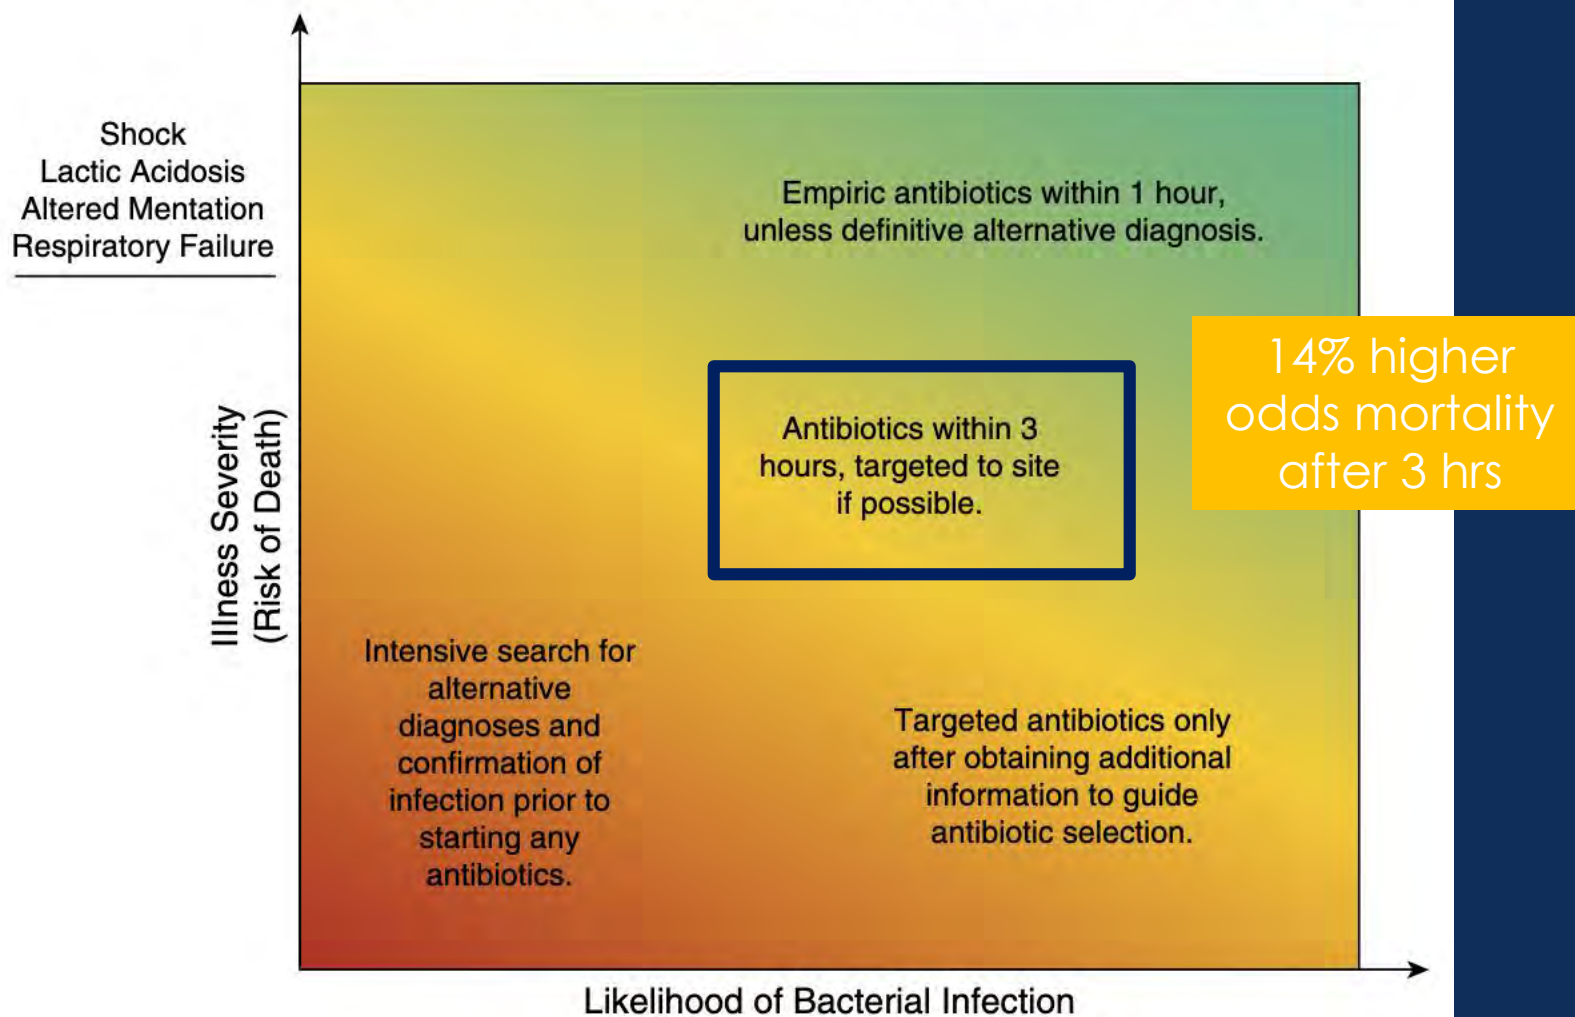 Shock
Lactic Acidosis
Altered Mentation
Respiratory Failure
Illness Severity
(Risk of Death)
Empiric antibiotics within 1 hour,
unless definitive alternative diagnosis.
14% higher
odds mortality
after 3 hrs
Antibiotics within 3
hours, targeted to site
if possible.
Intensive search for
alternative
diagnoses and
confirmation of
infection prior to
starting any
antibiotics.
Targeted antibiotics only
after obtaining additional
information to guide
antibiotic selection.
Likelihood of Bacterial Infection